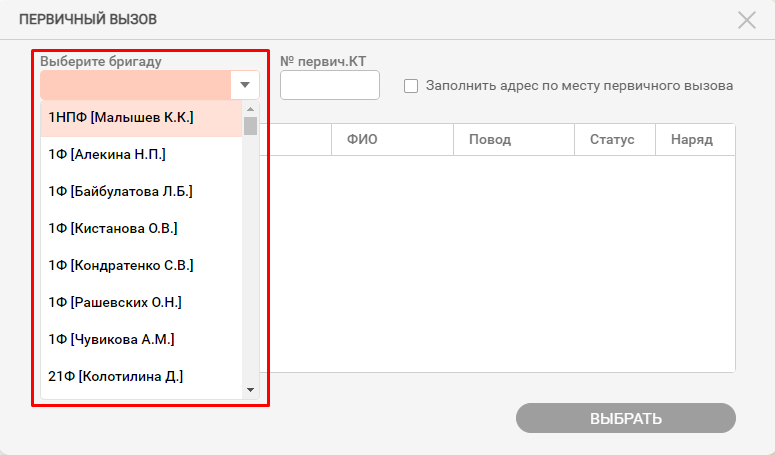 ПЕРВИЧНЫЙ ВЫЗОВ
Выберите бригаду
№ первич.КТ
Заполнить адрес по месту первичного вызова
1НПФ [Малышев К.К.]
1Ф [Алекина Н.П.]
1Ф [Байбулатова Л.Б.]
1Ф [Кистанова О.В.]
1Ф [Кондратенко С.В.]
1Ф [Рашевских О.Н.]
1Ф [Чувикова А.М.]
21Ф [Колотилина Д.]
ФИО Повод Статус Наряд
ВЫБРАТЬ